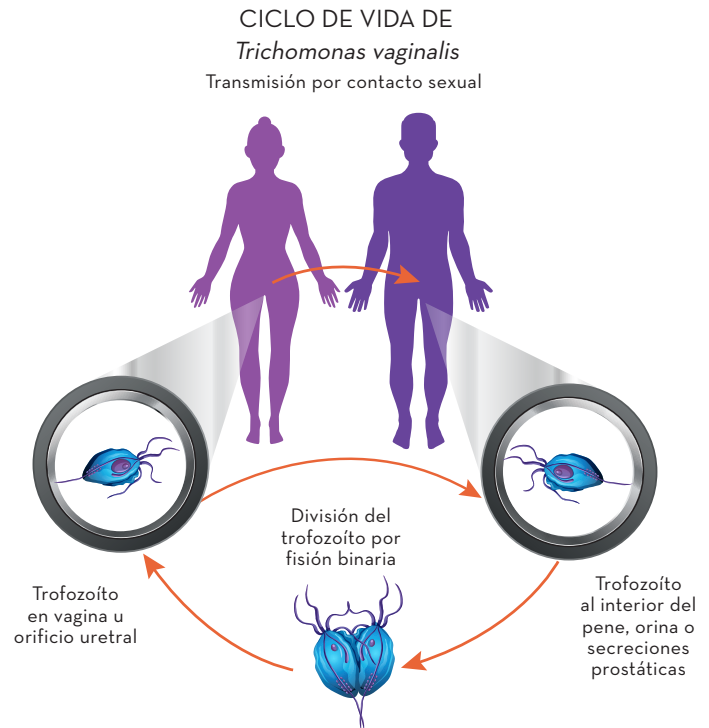 CICLO DE VIDA DE
Trichomonas vaginalis
Transmisión por contacto sexual
División del
trofozoíto por
fisión binaria
Trofozoíto
en vagina u
orificio uretral
Trofozoíto
al interior del
pene, orina o
secreciones
prostáticas